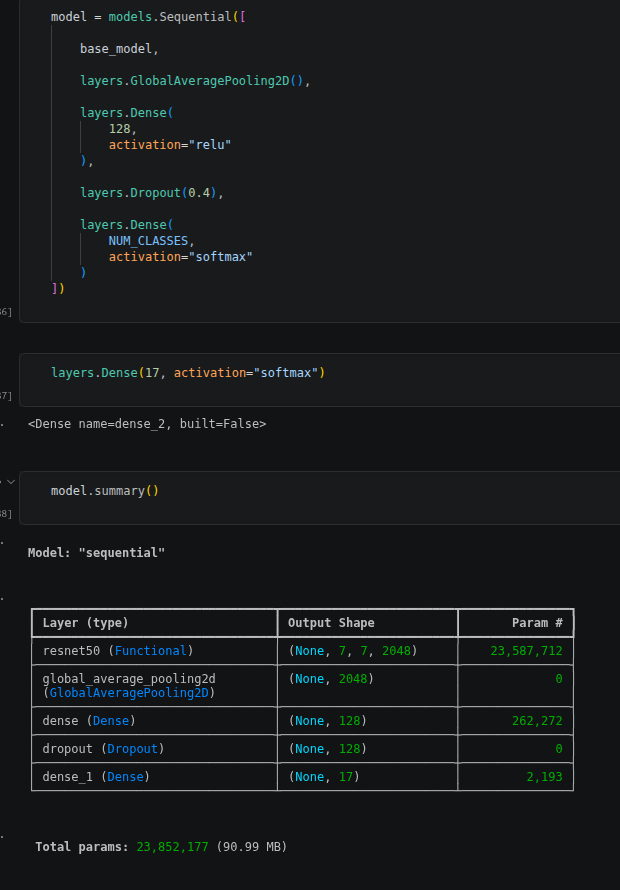 model = models.Sequential([
base_model,
layers.GlobalAveragePooling2D(),
layers.Dense(
128,
activation="relu"
),
layers.Dropout(0.4),
layers.Dense(
NUM_CLASSES,
activation="softmax"
)
])
6]
layers.Dense(17, activation="softmax")
7]
<Dense name=dense_2, built=False>
model.summary()
8]
Model: "sequential"
Layer (type) Output Shape Param #
resnet50 (Functional) (None, 7, 7, 2048) 23,587,712
global_average_pooling2d (None, 2048) 0
(GlobalAveragePooling2D)
dense (Dense) (None, 128) 262,272
dropout (Dropout) (None, 128) 0
dense_1 (Dense) (None, 17) 2,193
Total params: 23,852,177 (90.99 MB)